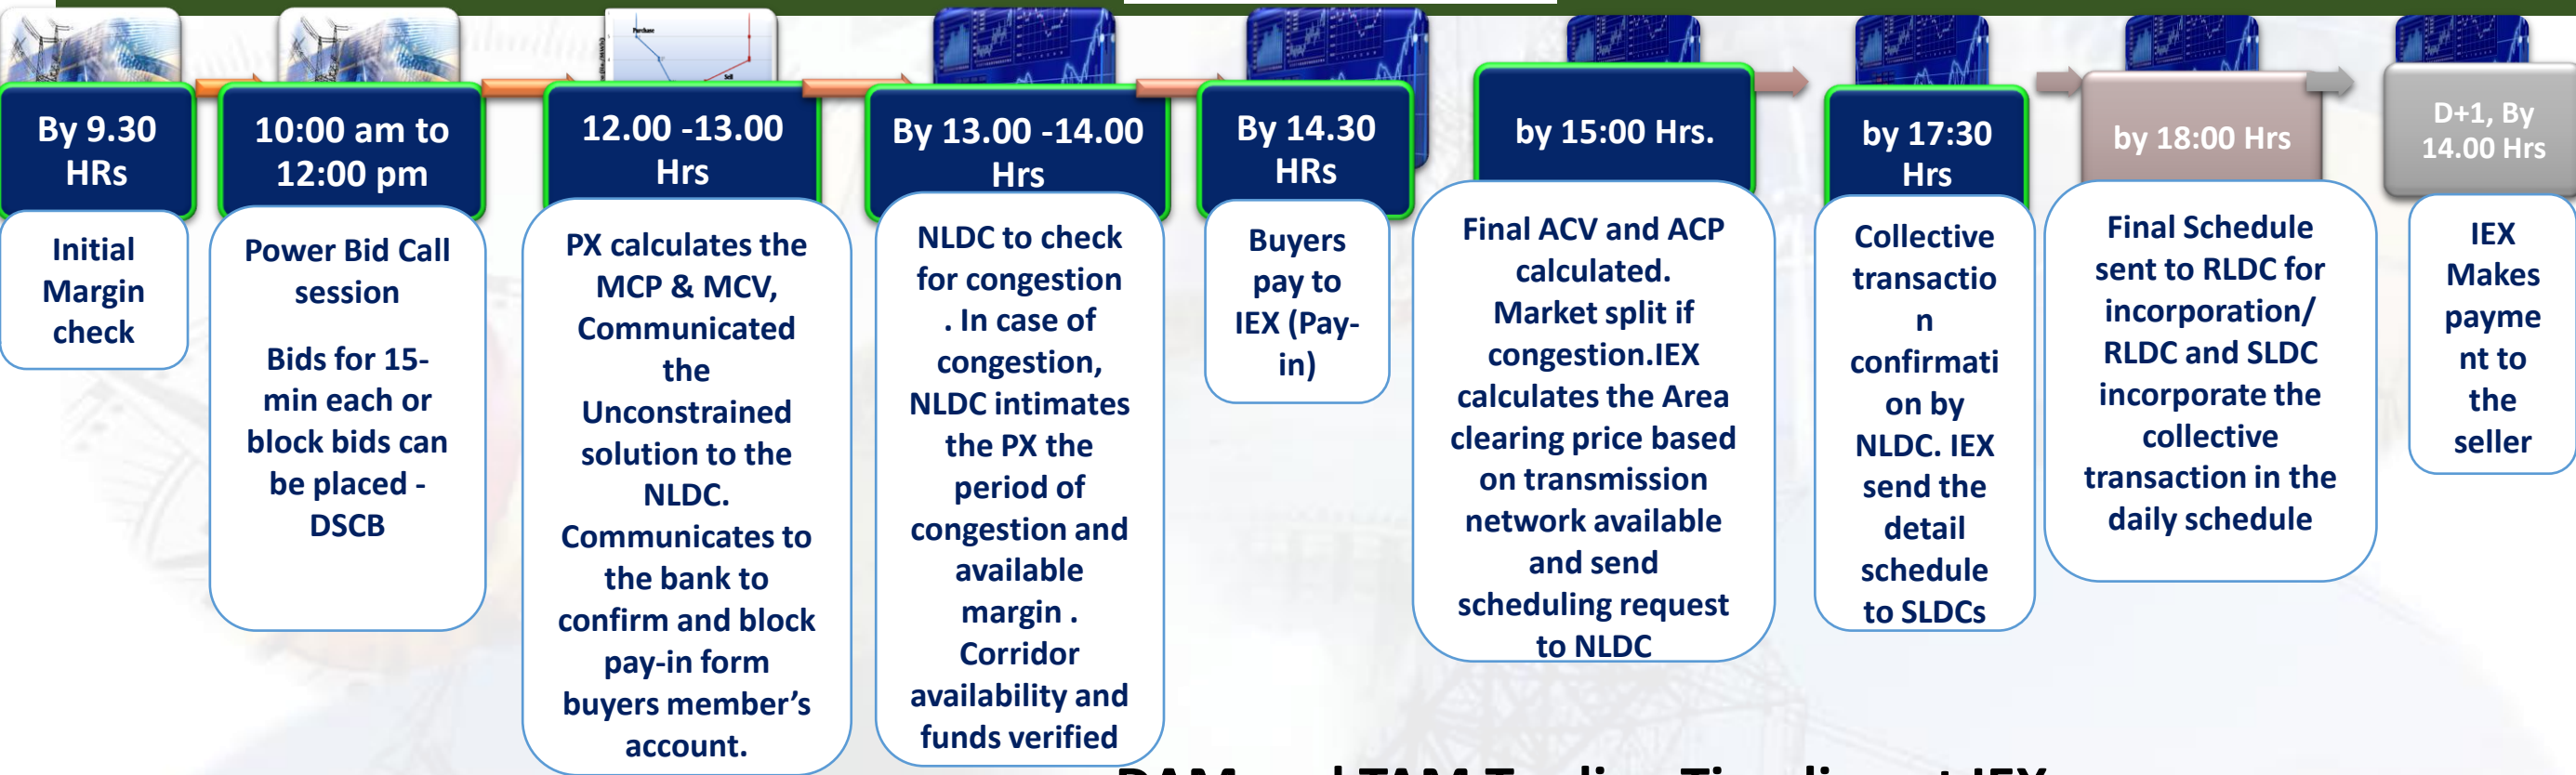 Purchase
Sell
By 9.30
HRs
Initial
Margin
check
10:00 am to
12:00 pm
Power Bid Call
session
Bids for 15-
min each or
block bids can
be placed -
DSCB
12.00 -13.00
Hrs
PX calculates the
MCP & MCV,
Communicated
the
Unconstrained
solution to the
NLDC.
Communicates to
the bank to
confirm and block
pay-in form
buyers member’s
account.
By 13.00 -14.00
Hrs
NLDC to check
for congestion
. In case of
congestion,
NLDC intimates
the PX the
period of
congestion and
available
margin .
Corridor
availability and
funds verified
By 14.30
HRs
Buyers
pay to
IEX (Pay-
in)
by 15:00 Hrs.
Final ACV and ACP
calculated.
Market split if
congestion.IEX
calculates the Area
clearing price based
on transmission
network available
and send
scheduling request
to NLDC
by 17:30
Hrs
Collective
transactio
n
confirmati
on by
NLDC. IEX
send the
detail
schedule
to SLDCs
by 18:00 Hrs
Final Schedule
sent to RLDC for
incorporation/
RLDC and SLDC
incorporate the
collective
transaction in the
daily schedule
D+1, By
14.00 Hrs
IEX
Makes
payme
nt to
the
seller
DAM and TAM Trading Timeline at IEX